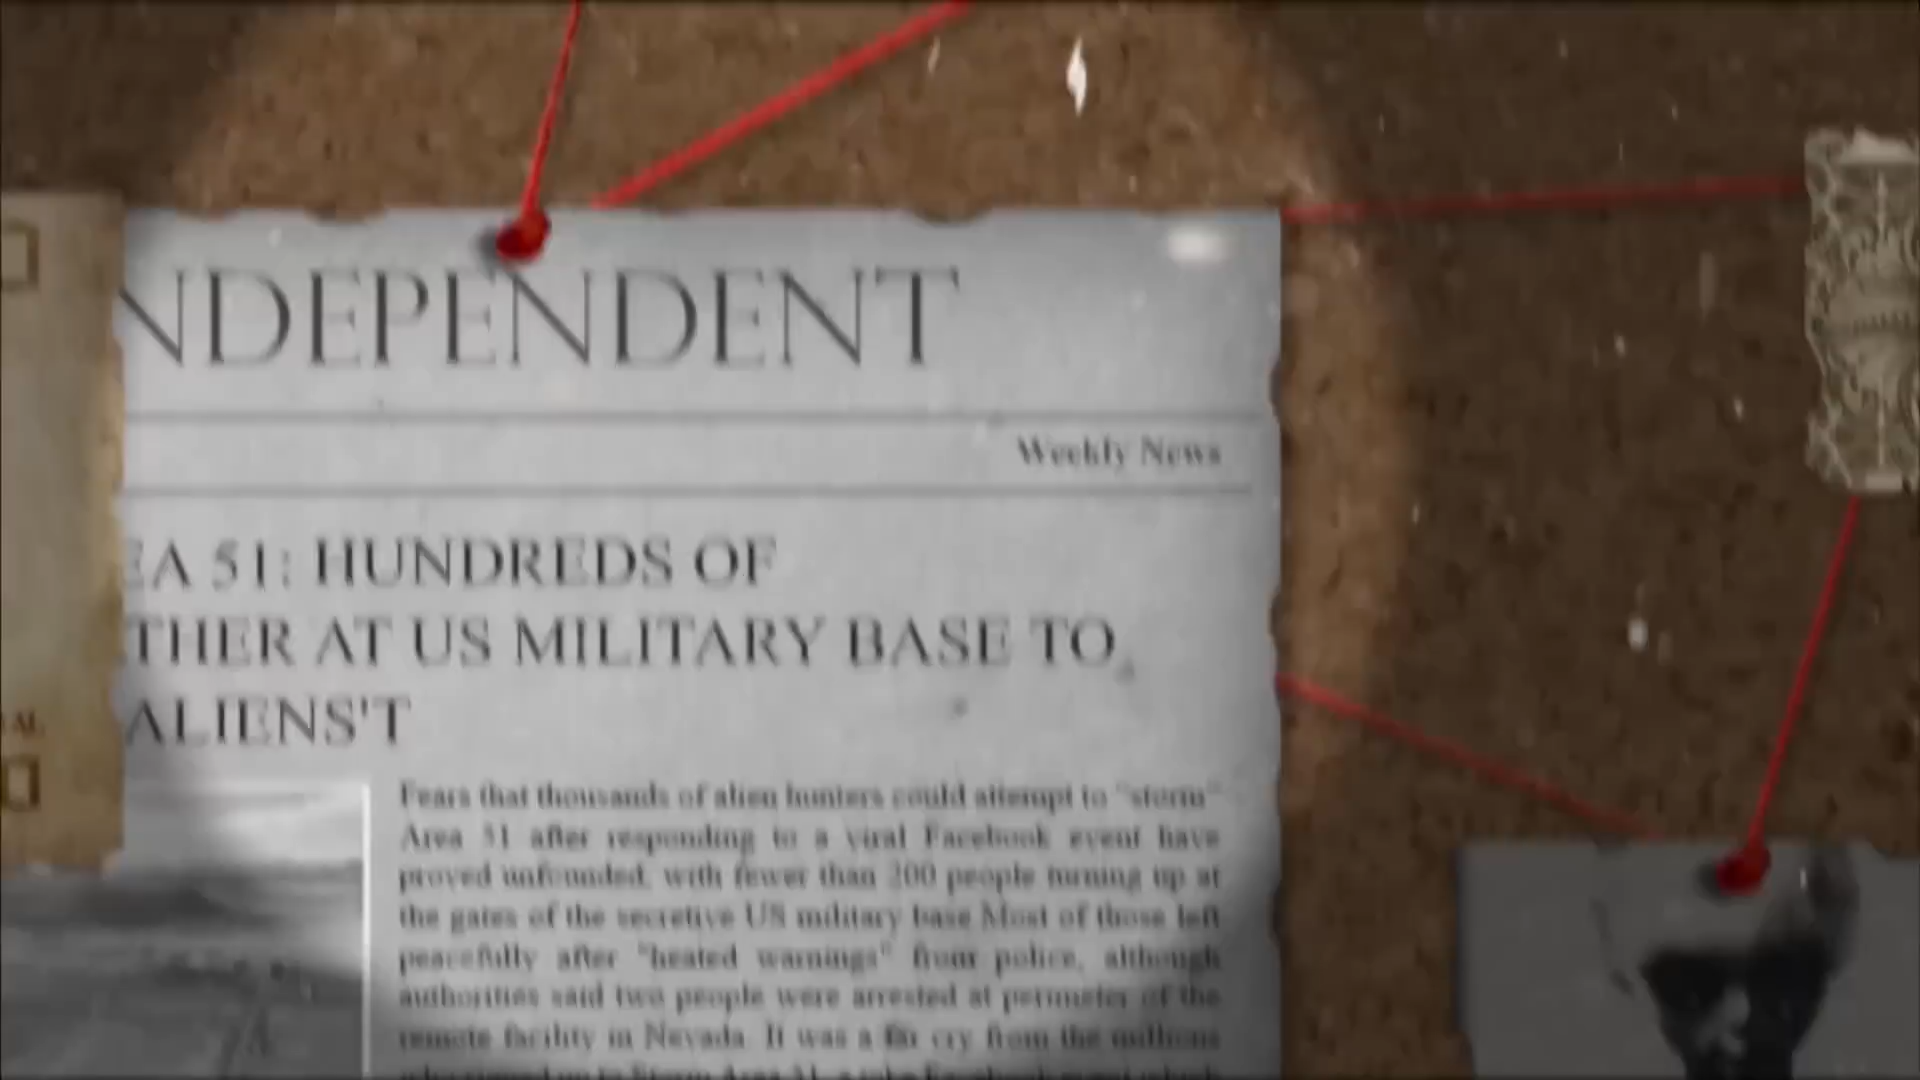 NDEPENDENT
Weekly News
EA 51: HUNDREDS OF
THER AT US MILITARY BASE TO
ALIENS'T
Fears that thousands of alien hunters could attempt to "storm"
Area 51 after responding to a viral Facebook event have
proved unfounded, with fewer than 200 people turning up at
the gates of the secretive US military base Most of those left
peacefully after "heated warnings" from police, although
authorities said two people were arrested at perimeter of the
remote facility in Nevada. It was a far cry from the millions
Storm Area 51, a